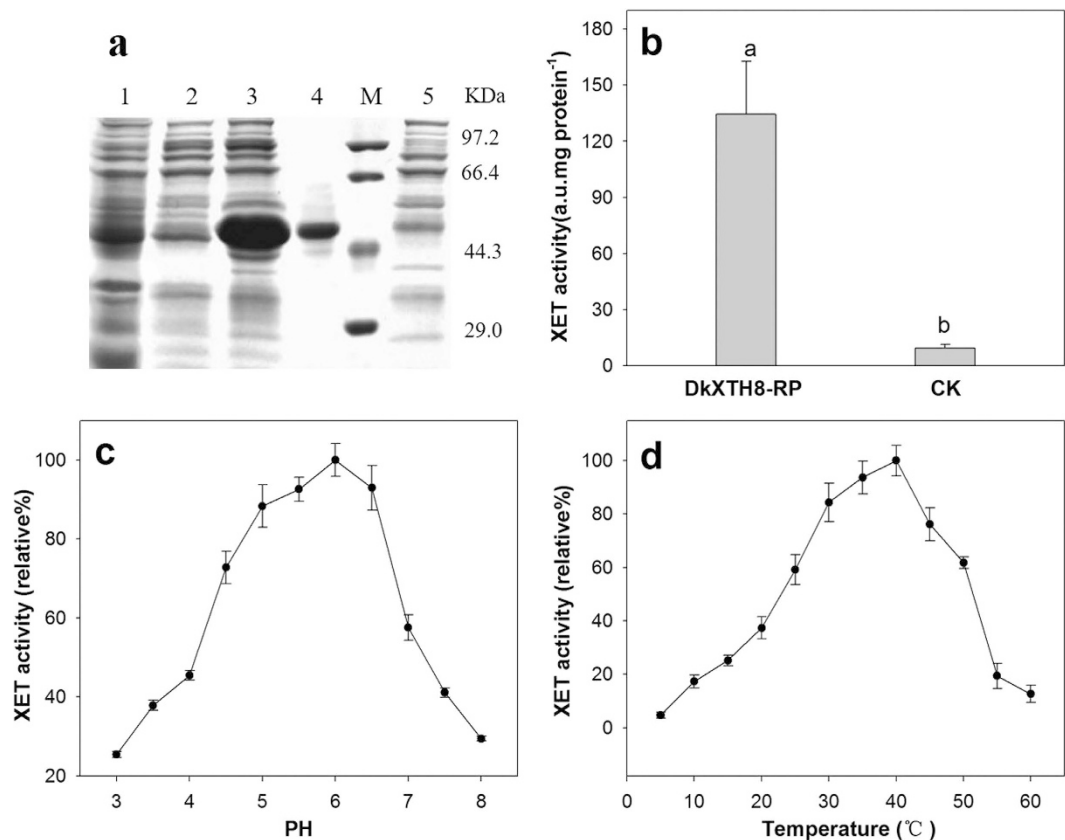 a
1 2 3 4 M 5 KDa
97.2
66.4
44.3
29.0
b
XET activity(a.u.mg protein⁻¹)
180
150
120
90
60
30
0
a
b
DkXTH8-RP CK
c
XET activity (relative%)
100
80
60
40
20
3 4 5 6 7 8
PH
d
XET activity (relative%)
100
80
60
40
20
0
0 10 20 30 40 50 60
Temperature (℃)